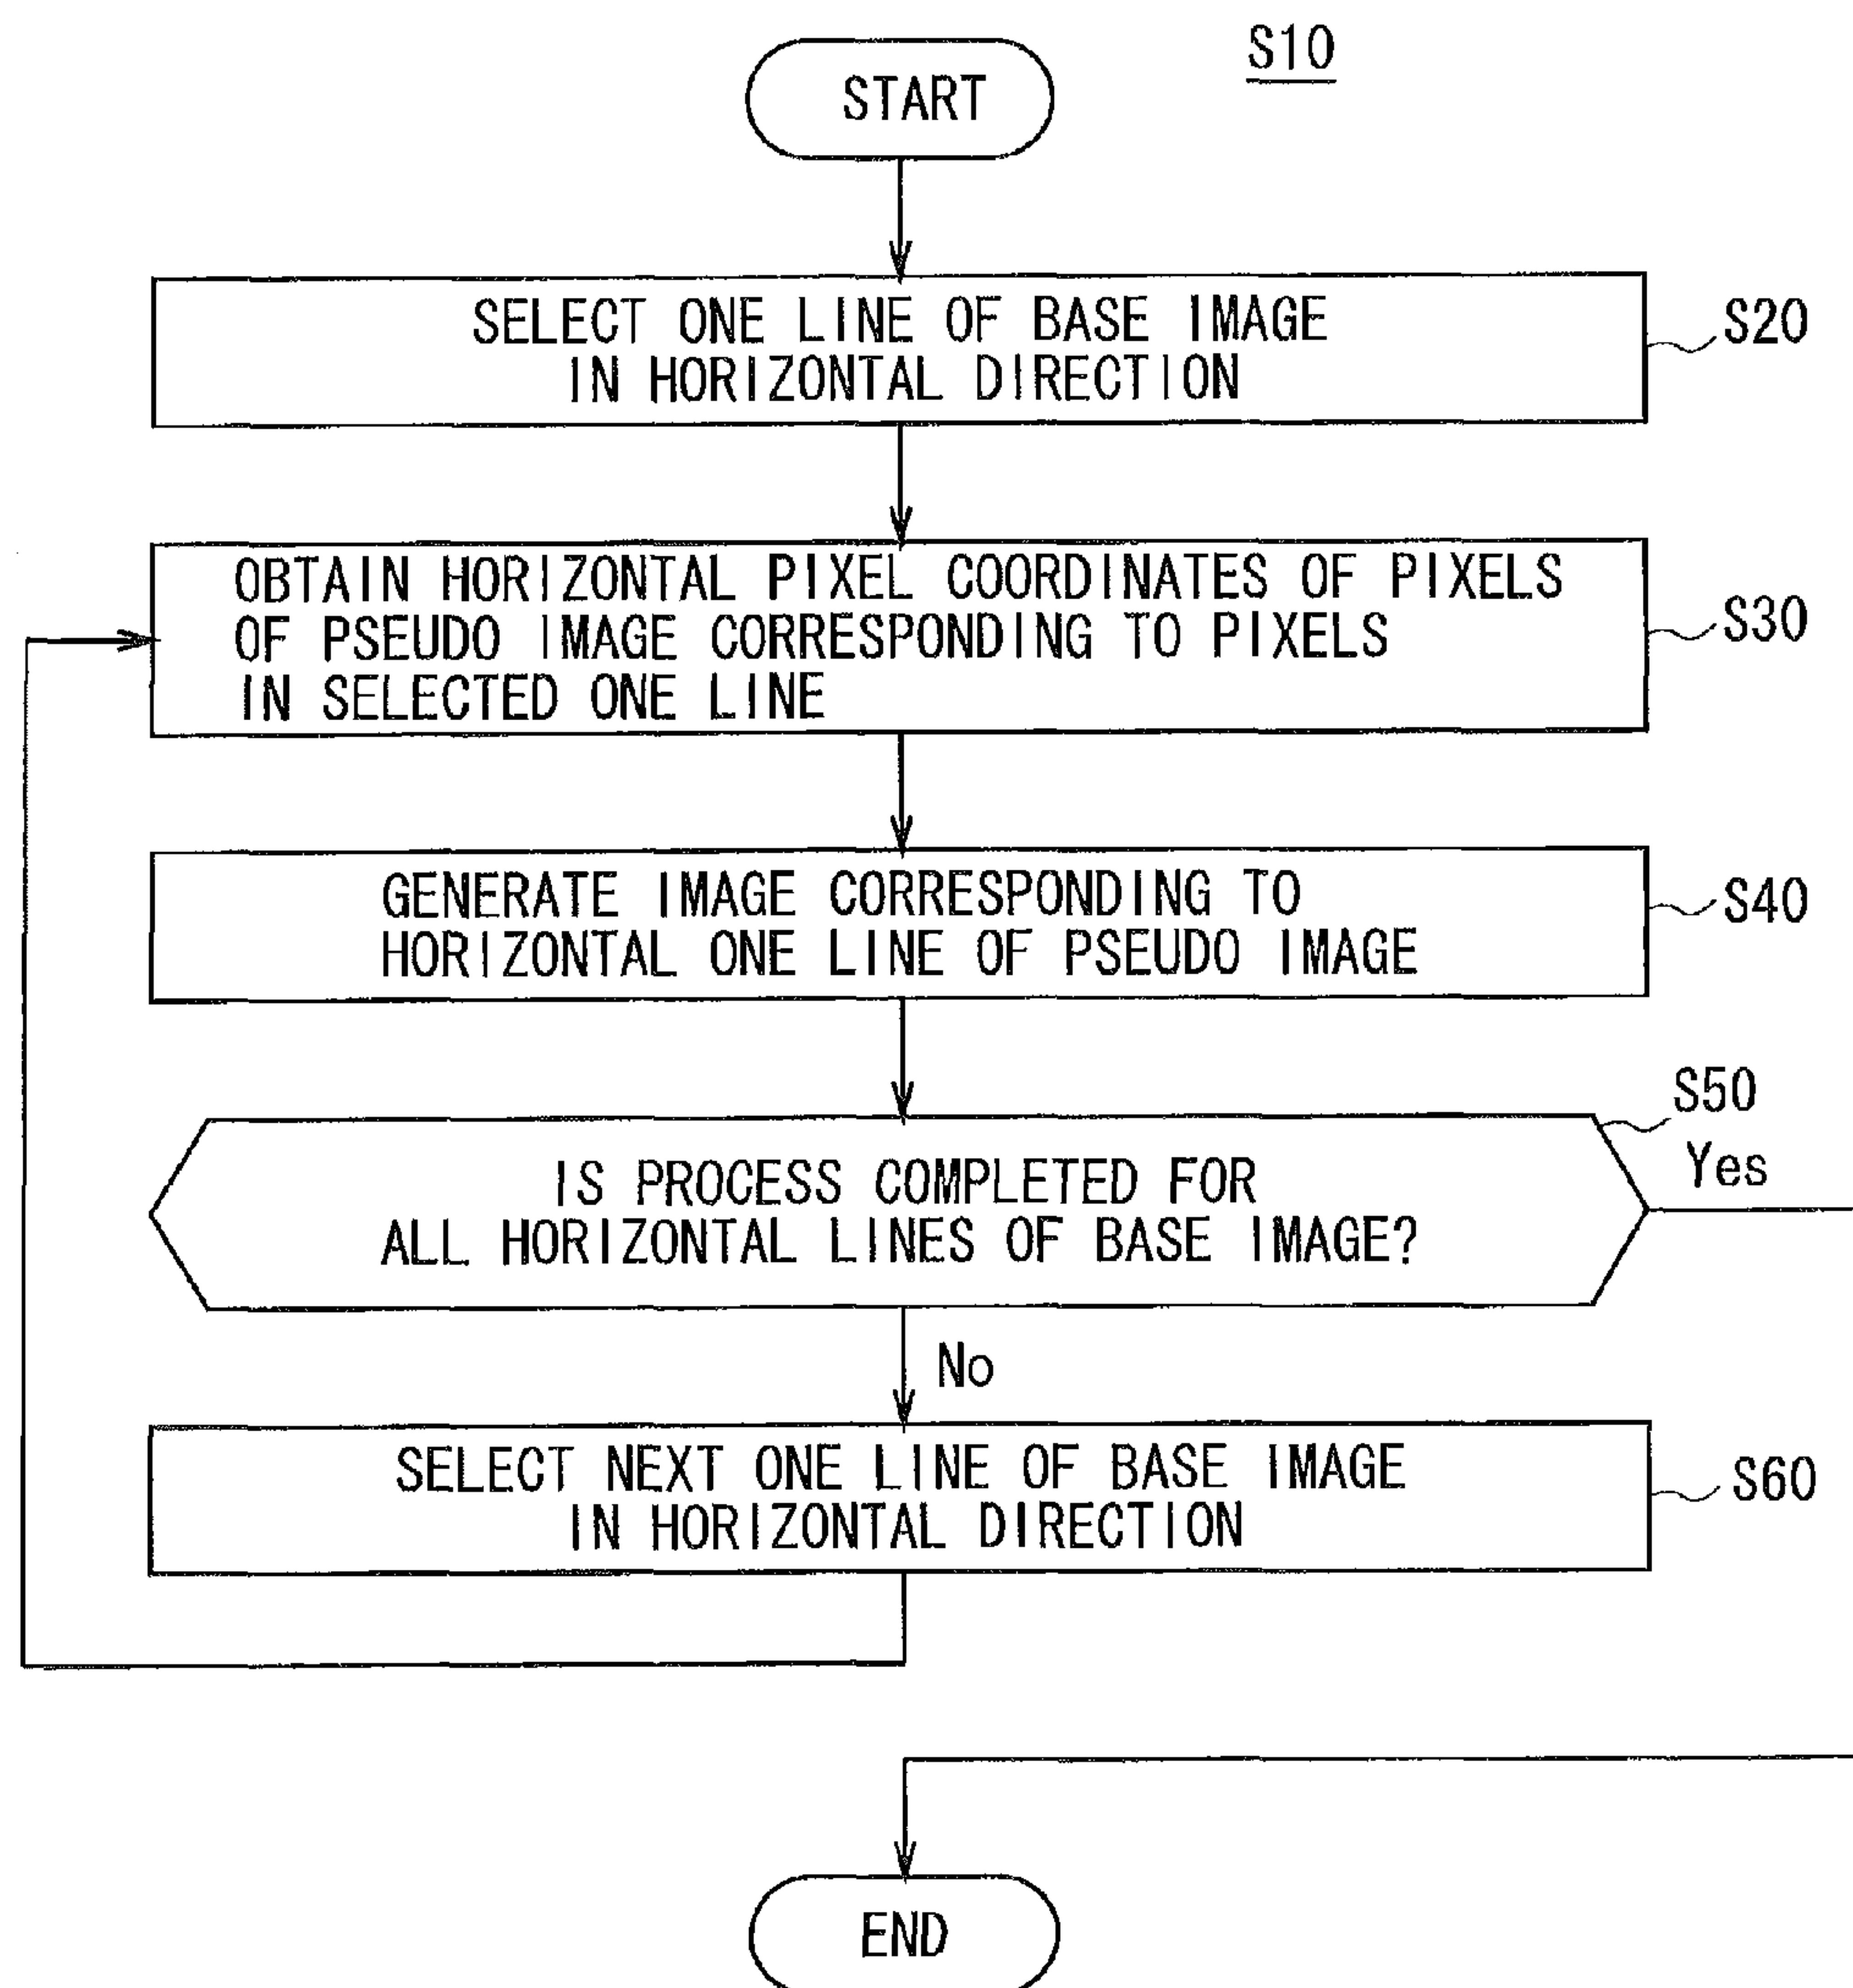 S10
START
SELECT ONE LINE OF BASE IMAGE
IN HORIZONTAL DIRECTION
S20
OBTAIN HORIZONTAL PIXEL COORDINATES OF PIXELS
OF PSEUDO IMAGE CORRESPONDING TO PIXELS
IN SELECTED ONE LINE
S30
GENERATE IMAGE CORRESPONDING TO
HORIZONTAL ONE LINE OF PSEUDO IMAGE
S40
S50
Yes
IS PROCESS COMPLETED FOR
ALL HORIZONTAL LINES OF BASE IMAGE?
No
SELECT NEXT ONE LINE OF BASE IMAGE
IN HORIZONTAL DIRECTION
S60
END